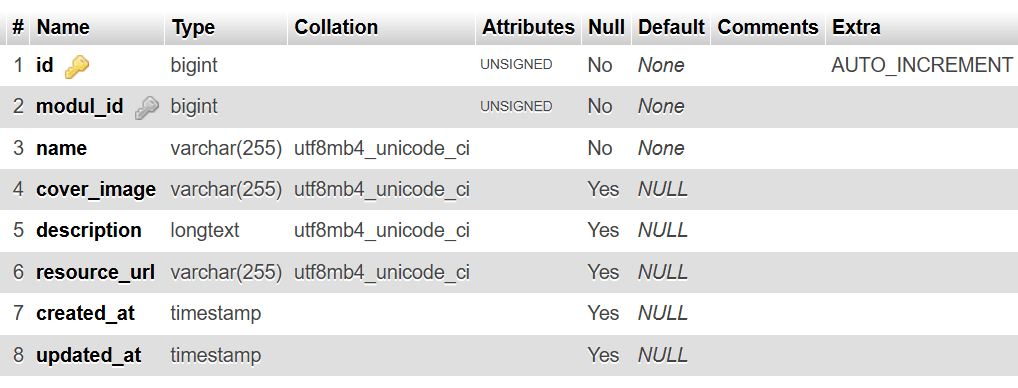 # Name Type Collation Attributes Null Default Comments Extra
1 id bigint UNSIGNED No None AUTO_INCREMENT
2 modul_id bigint UNSIGNED No None
3 name varchar(255) utf8mb4_unicode_ci No None
4 cover_image varchar(255) utf8mb4_unicode_ci Yes NULL
5 description longtext utf8mb4_unicode_ci Yes NULL
6 resource_url varchar(255) utf8mb4_unicode_ci Yes NULL
7 created_at timestamp Yes NULL
8 updated_at timestamp Yes NULL